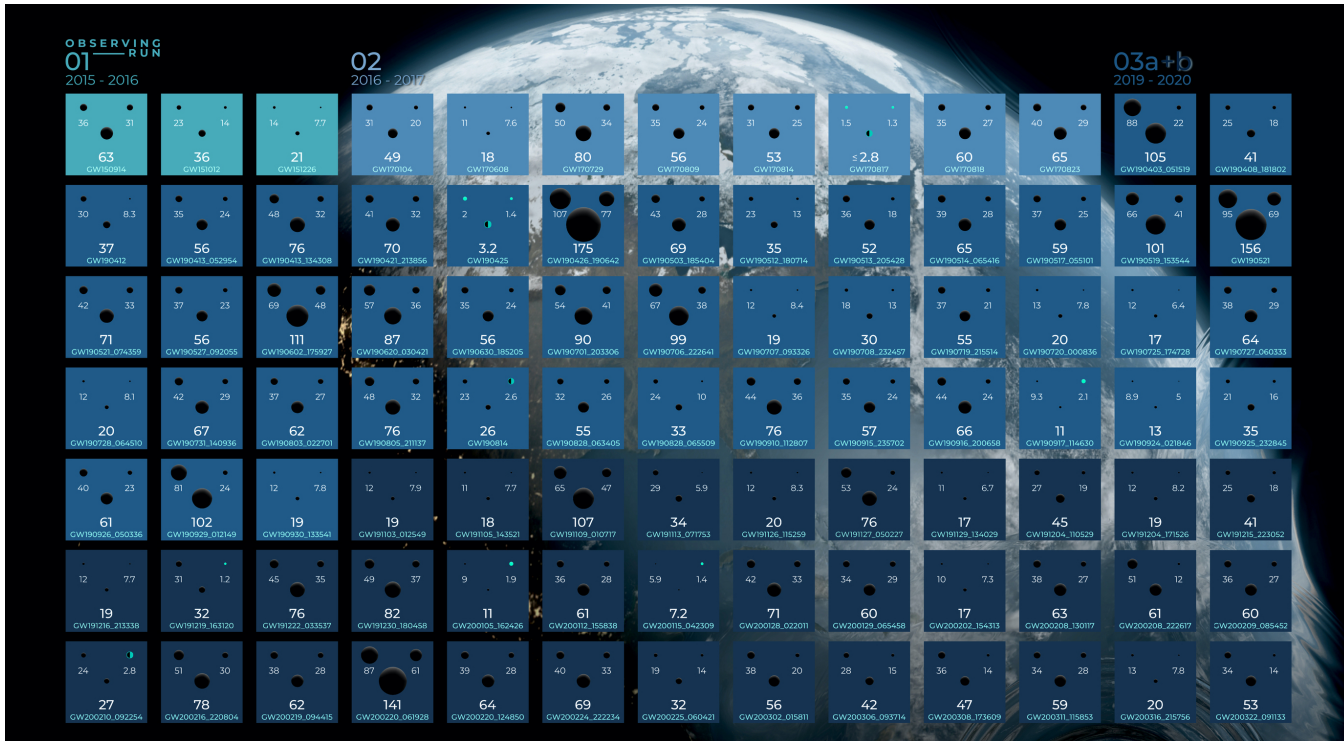 OBSERVING
01 RUN
2015 - 2016
02
2016 - 2017
03a+b
2019 - 2020
36 31
63
GW150914
23 14
36
GW151012
14 7.7
21
GW151226
31 20
49
GW170104
11 7.6
18
GW170608
50 34
80
GW170729
35 24
56
GW170809
31 25
53
GW170814
1.5 1.3
≤ 2.8
GW170817
35 27
60
GW170818
40 29
65
GW170823
88 22
105
GW190403_051519
25 18
41
GW190408_181802
30 8.3
37
GW190412
35 24
56
GW190413_052954
48 32
76
GW190413_134308
41 32
70
GW190421_213856
2 1.4
3.2
GW190425
107 77
175
GW190426_190642
43 28
69
GW190503_185404
23 13
35
GW190512_180714
36 18
52
GW190513_205428
39 28
65
GW190514_065416
37 25
59
GW190517_055101
66 41
101
GW190519_153544
95 69
156
GW190521
42 33
71
GW190521_074359
37 23
56
GW190527_092055
69 48
111
GW190602_175927
57 36
87
GW190620_030421
35 24
56
GW190630_185205
54 41
90
GW190701_203306
67 38
99
GW190706_222641
12 8.4
19
GW190707_093326
18 13
30
GW190708_232457
37 21
55
GW190719_215514
13 7.8
20
GW190720_000836
12 6.4
17
GW190725_174728
38 29
64
GW190727_060333
12 8.1
20
GW190728_064510
42 29
67
GW190731_140936
37 27
62
GW190803_022701
48 32
76
GW190805_211137
23 2.6
26
GW190814
32 26
55
GW190828_063405
24 10
33
GW190828_065509
44 36
76
GW190910_112807
35 24
57
GW190915_235702
44 24
66
GW190916_200658
9.3 2.1
11
GW190917_114630
8.9 5
13
GW190924_021846
21 16
35
GW190925_232845
40 23
61
GW190926_050336
81 24
102
GW190929_012149
12 7.8
19
GW190930_133541
12 7.9
19
GW191103_012549
11 7.7
18
GW191105_143521
65 47
107
GW191109_010717
29 5.9
34
GW191113_071753
12 8.3
20
GW191126_115259
53 24
76
GW191127_050227
11 6.7
17
GW191129_134029
27 19
45
GW191204_110529
12 8.2
19
GW191204_171526
25 18
41
GW191215_223052
12 7.7
19
GW191216_213338
31 1.2
32
GW191219_163120
45 35
76
GW191222_033537
49 37
82
GW191230_180458
9 1.9
11
GW200105_162426
36 28
61
GW200112_155838
5.9 1.4
7.2
GW200115_042309
42 33
71
GW200128_022011
34 29
60
GW200129_065458
10 7.3
17
GW200202_154313
38 27
63
GW200208_130117
51 12
61
GW200208_222617
36 27
60
GW200209_085452
24 2.8
27
GW200210_092254
51 30
78
GW200216_220804
38 28
62
GW200219_094415
87 61
141
GW200220_061928
39 28
64
GW200220_124850
40 33
69
GW200224_222234
19 14
32
GW200225_060421
38 20
56
GW200302_015811
28 15
42
GW200306_093714
36 14
47
GW200308_173609
34 28
59
GW200311_115853
13 7.8
20
GW200316_215756
34 14
53
GW200322_091133